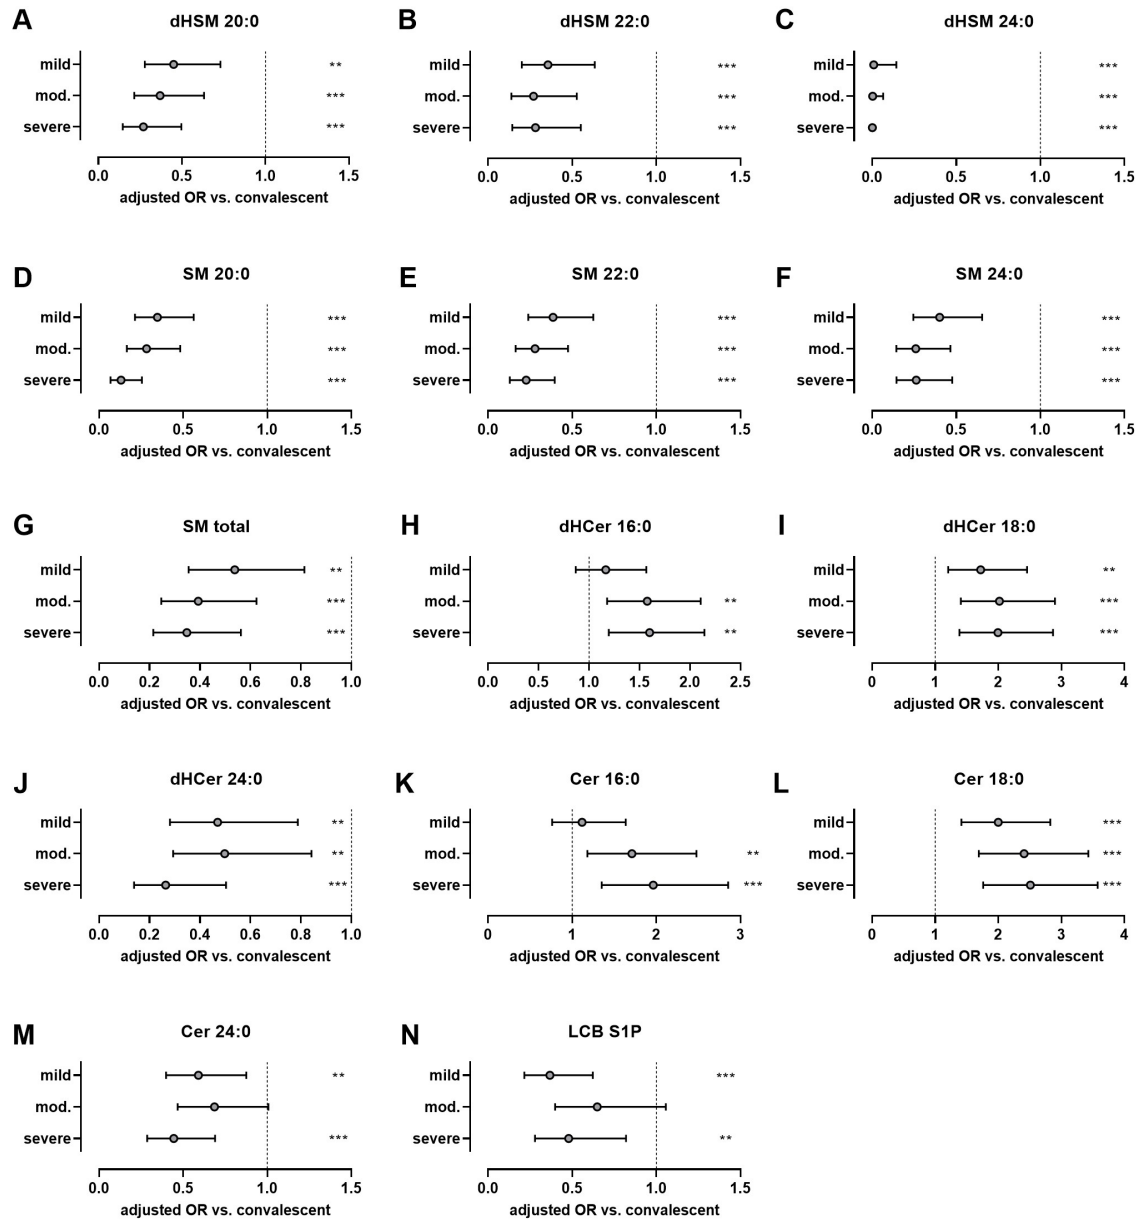 A dHSM 20:0
mild **
mod. ***
severe ***
0.0 0.5 1.0 1.5
adjusted OR vs. convalescent
B dHSM 22:0
mild ***
mod. ***
severe ***
0.0 0.5 1.0 1.5
adjusted OR vs. convalescent
C dHSM 24:0
mild ***
mod. ***
severe ***
0.0 0.5 1.0 1.5
adjusted OR vs. convalescent
D SM 20:0
mild ***
mod. ***
severe ***
0.0 0.5 1.0 1.5
adjusted OR vs. convalescent
E SM 22:0
mild ***
mod. ***
severe ***
0.0 0.5 1.0 1.5
adjusted OR vs. convalescent
F SM 24:0
mild ***
mod. ***
severe ***
0.0 0.5 1.0 1.5
adjusted OR vs. convalescent
G SM total
mild **
mod. ***
severe ***
0.0 0.2 0.4 0.6 0.8 1.0
adjusted OR vs. convalescent
H dHCer 16:0
mild
mod. **
severe **
0.0 0.5 1.0 1.5 2.0 2.5
adjusted OR vs. convalescent
I dHCer 18:0
mild **
mod. ***
severe ***
0 1 2 3 4
adjusted OR vs. convalescent
J dHCer 24:0
mild **
mod. **
severe ***
0.0 0.2 0.4 0.6 0.8 1.0
adjusted OR vs. convalescent
K Cer 16:0
mild
mod. **
severe ***
0 1 2 3
adjusted OR vs. convalescent
L Cer 18:0
mild ***
mod. ***
severe ***
0 1 2 3 4
adjusted OR vs. convalescent
M Cer 24:0
mild **
mod.
severe ***
0.0 0.5 1.0 1.5
adjusted OR vs. convalescent
N LCB S1P
mild ***
mod.
severe **
0.0 0.5 1.0 1.5
adjusted OR vs. convalescent